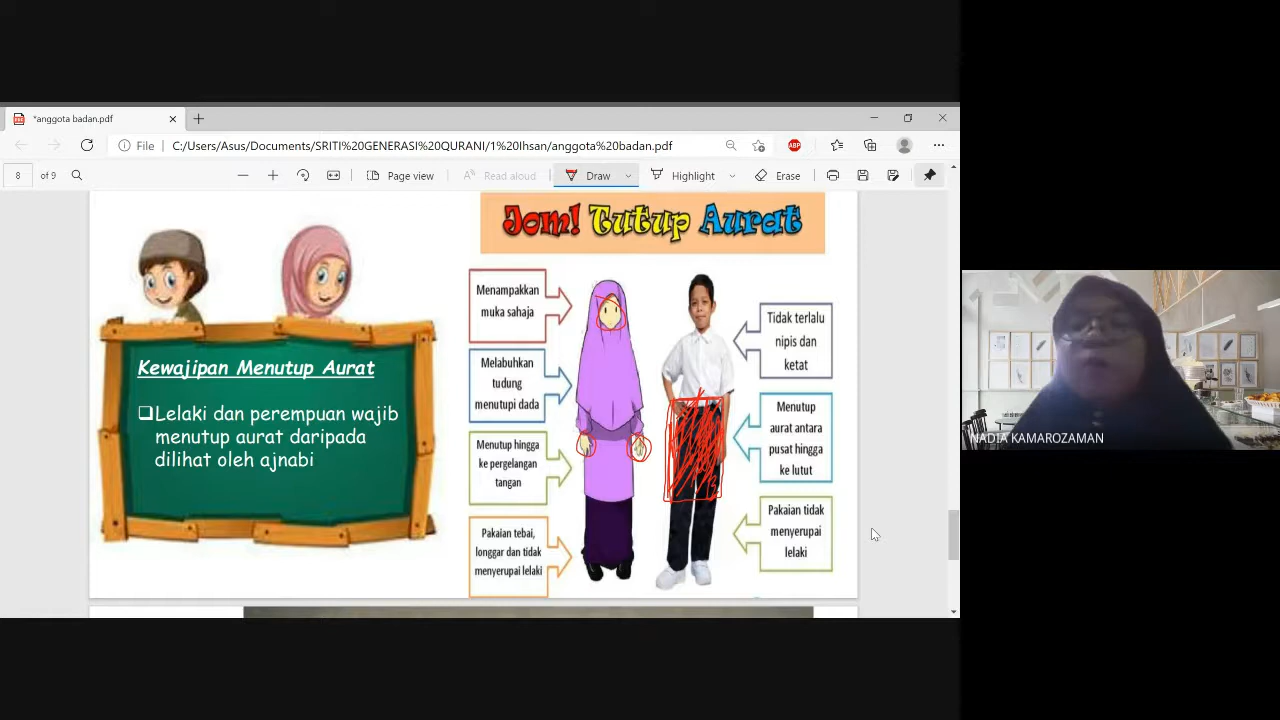 *anggota badan.pdf
File
C:/Users/Asus/Documents/SRITI%20GENERASI%20QURANI/1%20Ihsan/anggota%20badan.pdf
ABP
8 of 9
Page view
Read aloud
Draw
Highlight
Erase
Jom! Tutup Aurat
Kewajipan Menutup Aurat
❑Lelaki dan perempuan wajib
menutup aurat daripada
dilihat oleh ajnabi
Menampakkan
muka sahaja
Melabuhkan
tudung
menutupi dada
Menutup hingga
ke pergelangan
tangan
Pakaian tebai,
longgar dan tidak
menyerupai lelaki
Tidak terlalu
nipis dan
ketat
Menutup
aurat antara
pusat hingga
ke lutut
Pakaian tidak
menyerupai
lelaki
NADIA KAMAROZAMAN